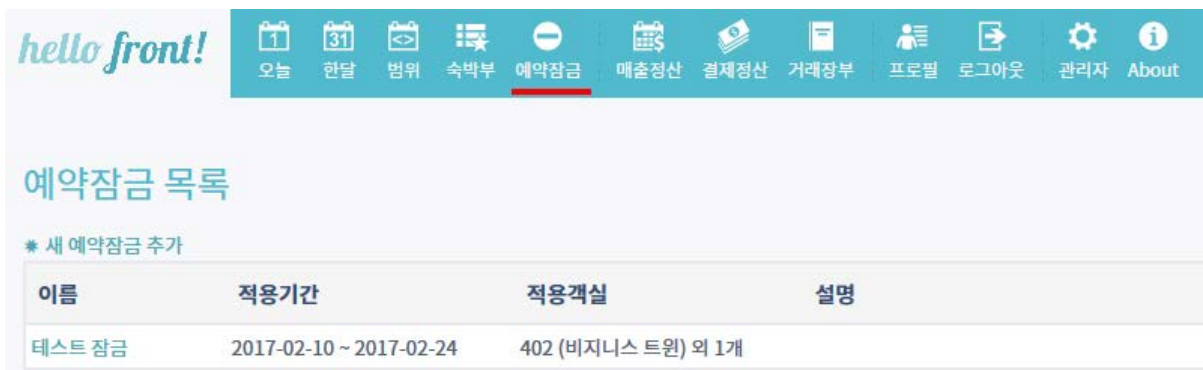 hello front!
1 31 <>
오늘 한달 범위 숙박부 예약잠금 매출정산 결제정산 거래장부 프로필 로그아웃 관리자 About
예약잠금 목록
✷ 새 예약잠금 추가
이름 적용기간 적용객실 설명
테스트 잠금 2017-02-10 ~ 2017-02-24 402 (비지니스 트윈) 외 1개